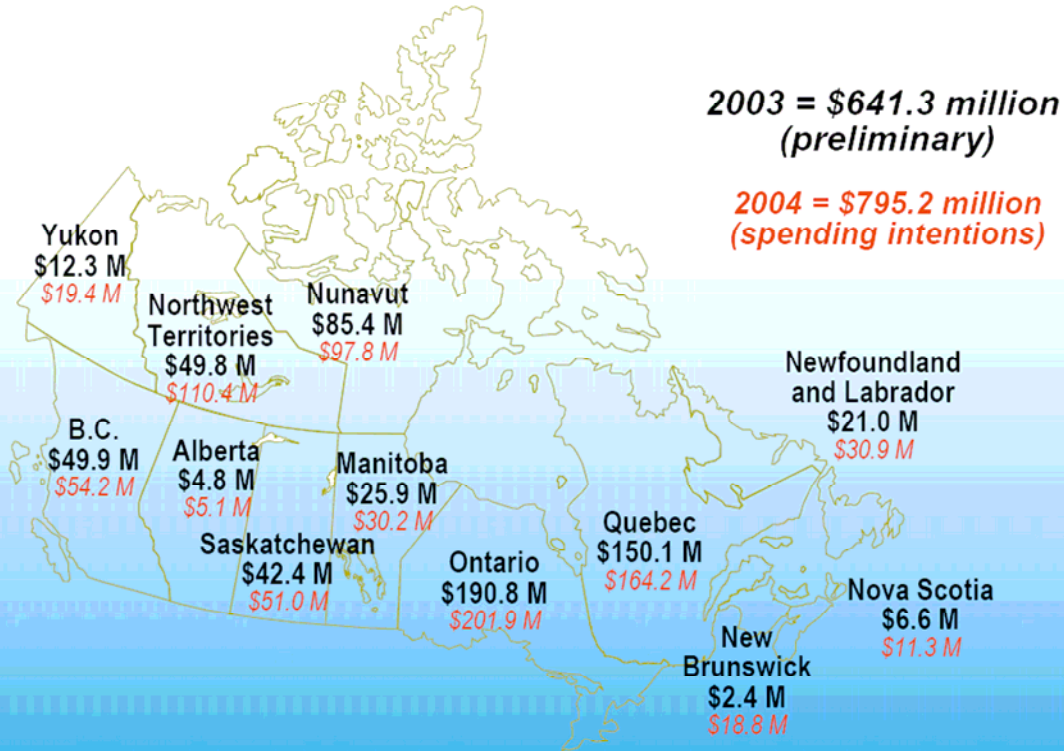 2003 = $641.3 million
(preliminary)
2004 = $795.2 million
(spending intentions)
Yukon
$12.3 M
$19.4 M
Northwest
Territories
$49.8 M
$110.4 M
Nunavut
$85.4 M
$97.8 M
Newfoundland
and Labrador
$21.0 M
$30.9 M
B.C.
$49.9 M
$54.2 M
Alberta
$4.8 M
$5.1 M
Manitoba
$25.9 M
$30.2 M
Saskatchewan
$42.4 M
$51.0 M
Ontario
$190.8 M
$201.9 M
Quebec
$150.1 M
$164.2 M
Nova Scotia
$6.6 M
$11.3 M
New
Brunswick
$2.4 M
$18.8 M